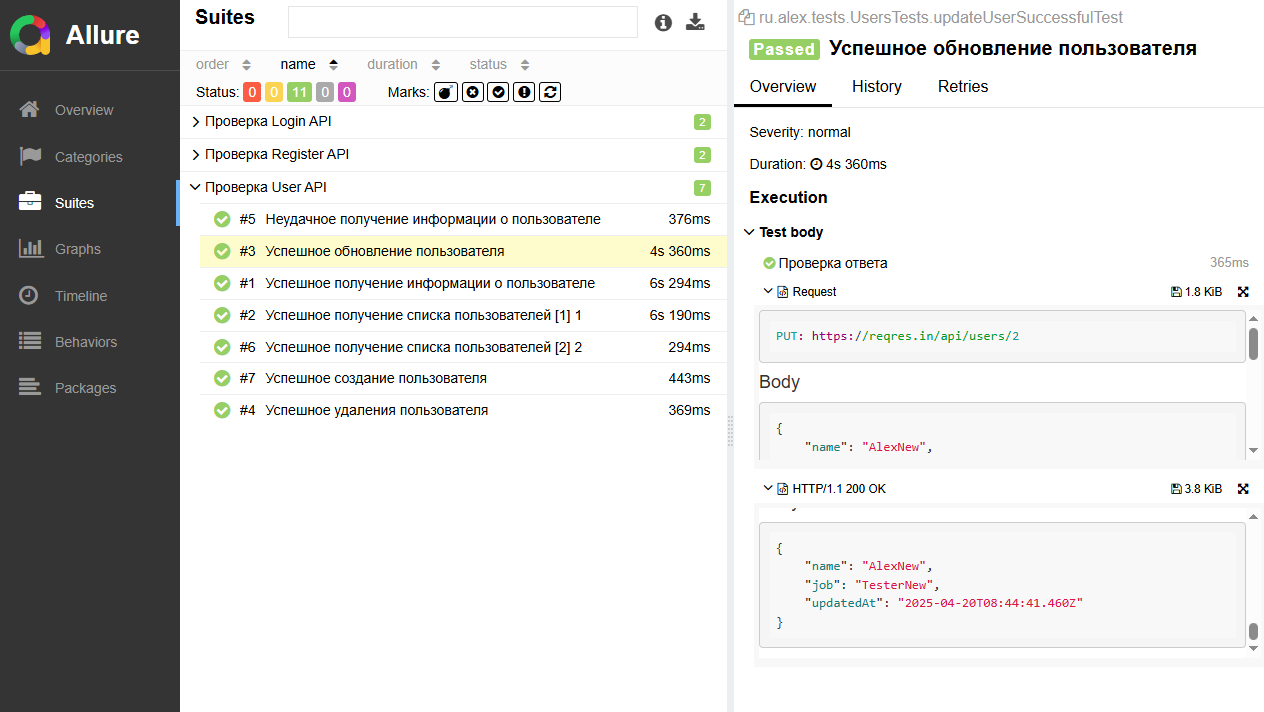 Allure
Overview
Categories
Suites
Graphs
Timeline
Behaviors
Packages
Suites
order name duration status
Status: 0 0 11 0 0 Marks:
Проверка Login API 2
Проверка Register API 2
Проверка User API 7
#5 Неудачное получение информации о пользователе 376ms
#3 Успешное обновление пользователя 4s 360ms
#1 Успешное получение информации о пользователе 6s 294ms
#2 Успешное получение списка пользователей [1] 1 6s 190ms
#6 Успешное получение списка пользователей [2] 2 294ms
#7 Успешное создание пользователя 443ms
#4 Успешное удаления пользователя 369ms
ru.alex.tests.UsersTests.updateUserSuccessfulTest
Passed Успешное обновление пользователя
Overview History Retries
Severity: normal
Duration: 4s 360ms
Execution
Test body
Проверка ответа 365ms
Request 1.8 KiB
PUT: https://reqres.in/api/users/2
Body
{
"name": "AlexNew",
HTTP/1.1 200 OK 3.8 KiB
{
"name": "AlexNew",
"job": "TesterNew",
"updatedAt": "2025-04-20T08:44:41.460Z"
}